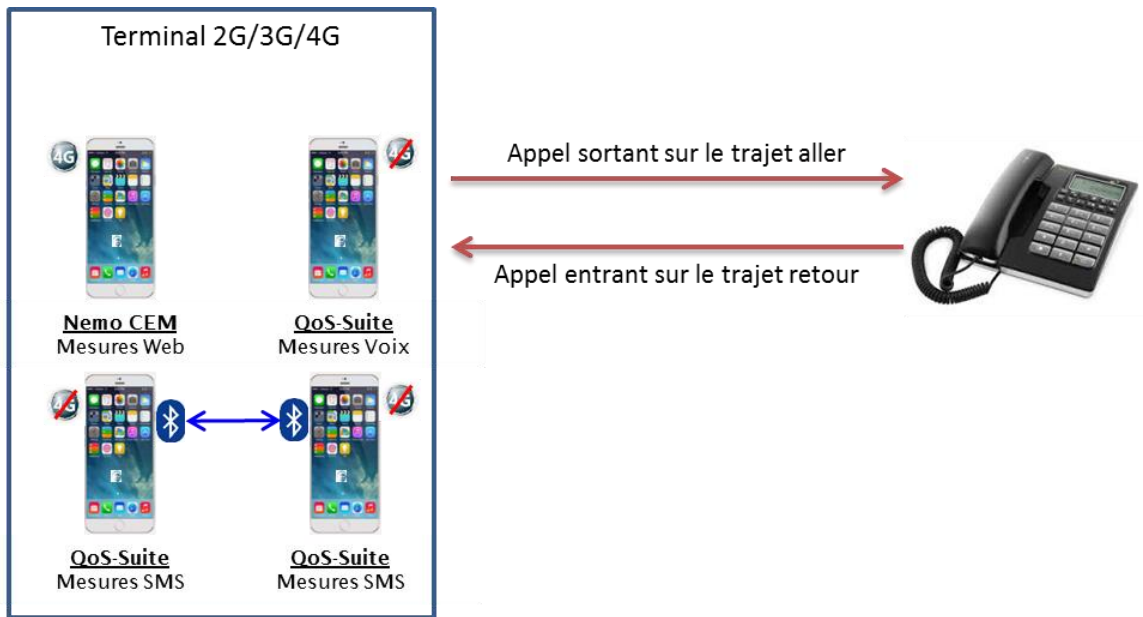 Terminal 2G/3G/4G
4G
4G
Appel sortant sur le trajet aller
Appel entrant sur le trajet retour
Nemo CEM
Mesures Web
QoS-Suite
Mesures Voix
4G
4G
QoS-Suite
Mesures SMS
QoS-Suite
Mesures SMS